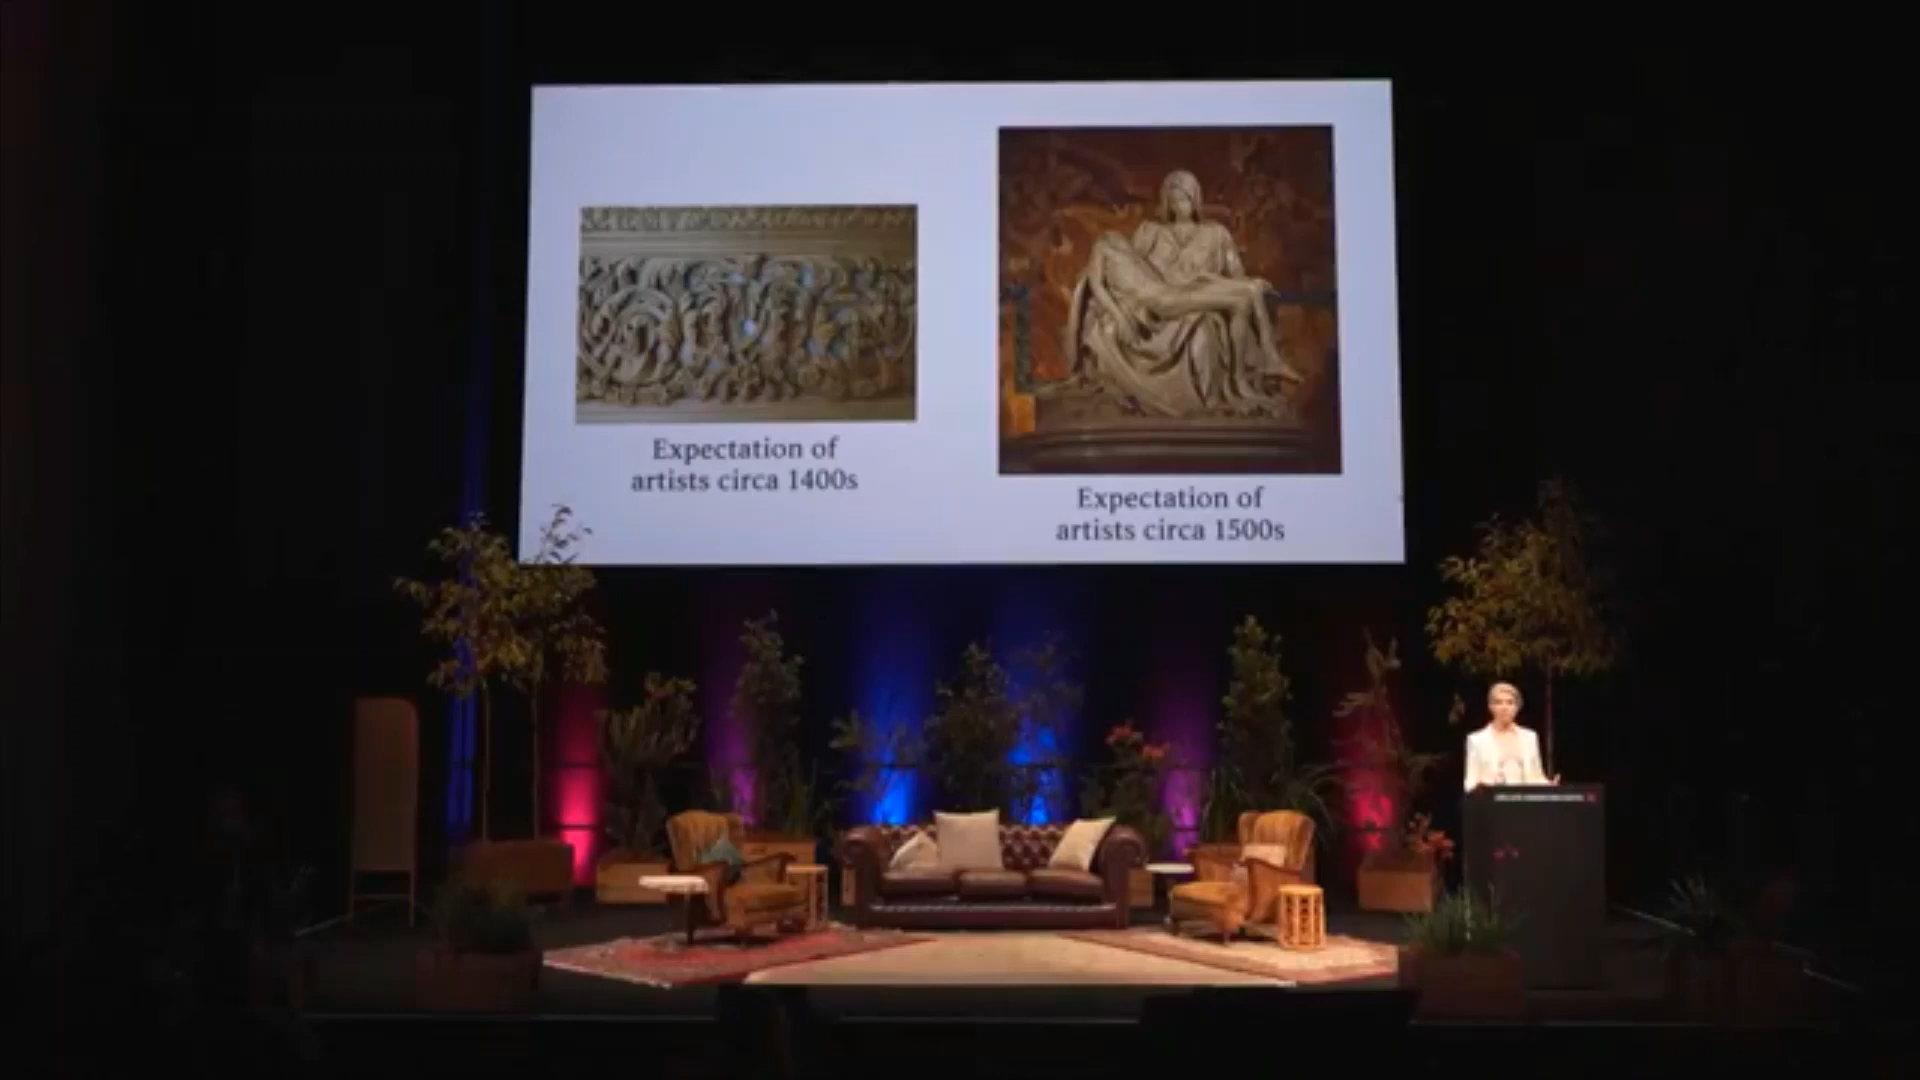 Expectation of
artists circa 1400s
Expectation of
artists circa 1500s